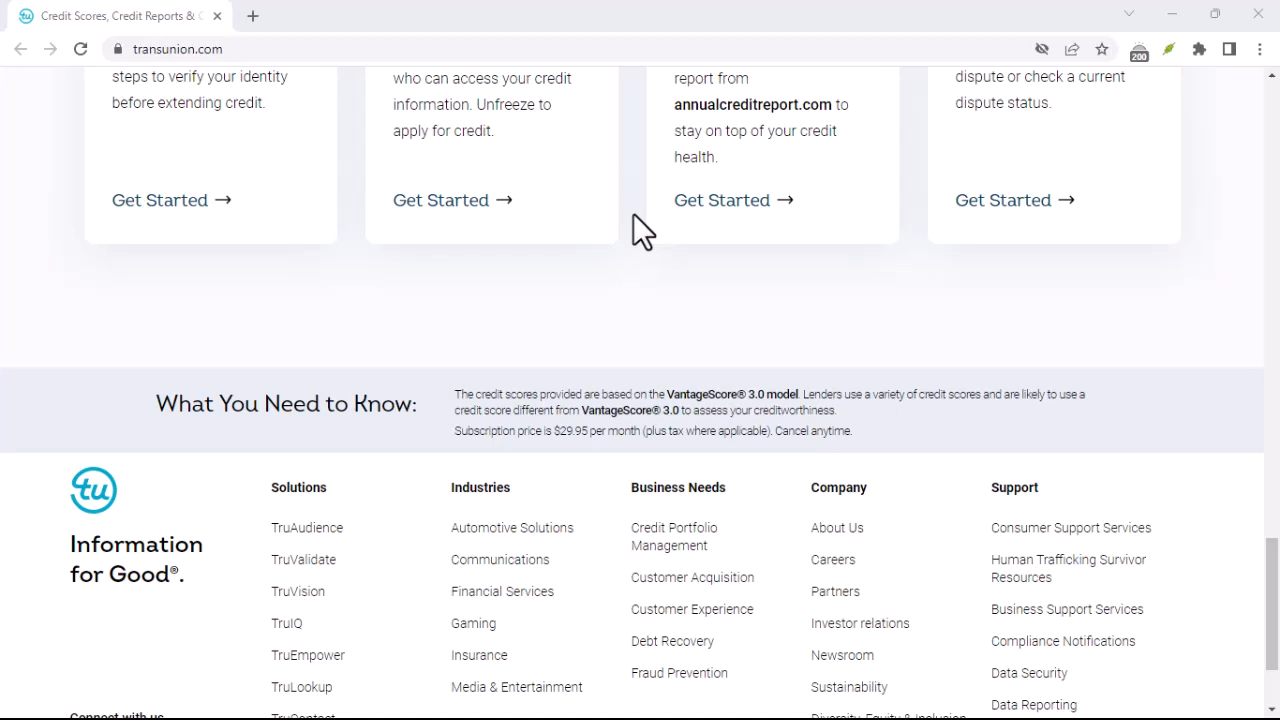 Credit Scores, Credit Reports &
transunion.com
200
steps to verify your identity
before extending credit.
Get Started →
who can access your credit
information. Unfreeze to
apply for credit.
Get Started →
report from
annualcreditreport.com to
stay on top of your credit
health.
Get Started →
dispute or check a current
dispute status.
Get Started →
What You Need to Know:
The credit scores provided are based on the VantageScore® 3.0 model. Lenders use a variety of credit scores and are likely to use a
credit score different from VantageScore® 3.0 to assess your creditworthiness.
Subscription price is $29.95 per month (plus tax where applicable). Cancel anytime.
tu
Information
for Good®.
Connect with us
Solutions
TruAudience
TruValidate
TruVision
TruIQ
TruEmpower
TruLookup
TruContact
Industries
Automotive Solutions
Communications
Financial Services
Gaming
Insurance
Media & Entertainment
Business Needs
Credit Portfolio
Management
Customer Acquisition
Customer Experience
Debt Recovery
Fraud Prevention
Company
About Us
Careers
Partners
Investor relations
Newsroom
Sustainability
Diversity, Equity & Inclusion
Support
Consumer Support Services
Human Trafficking Survivor
Resources
Business Support Services
Compliance Notifications
Data Security
Data Reporting